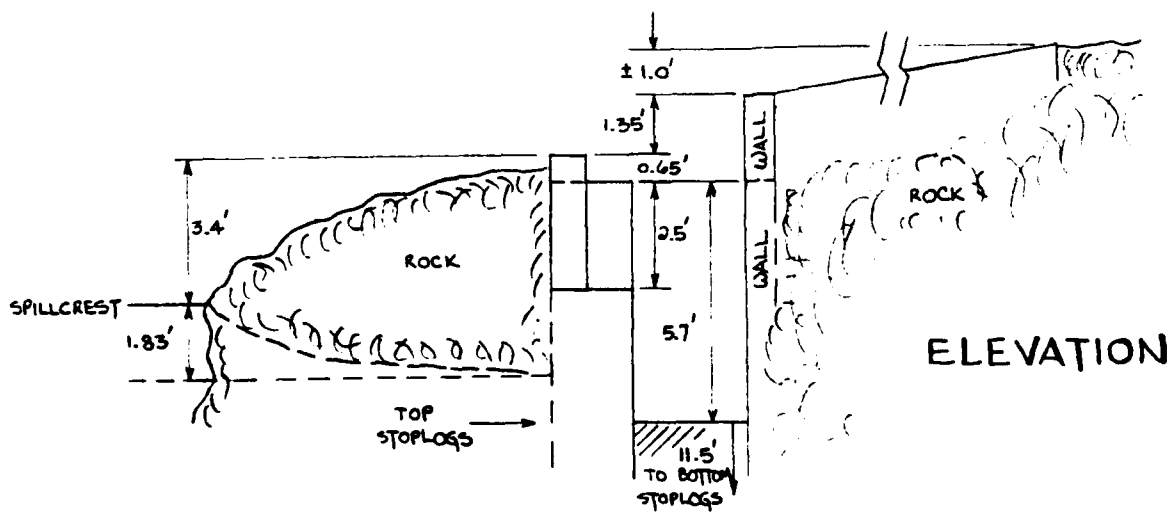 ± 1.0'
1.35'
WALL
0.65'
3.4'
2.5'
ROCK
ROCK
WALL
SPILLCREST
1.83'
5.7'
ELEVATION
TOP
STOPLOGS
11.5'
TO BOTTOM
STOPLOGS